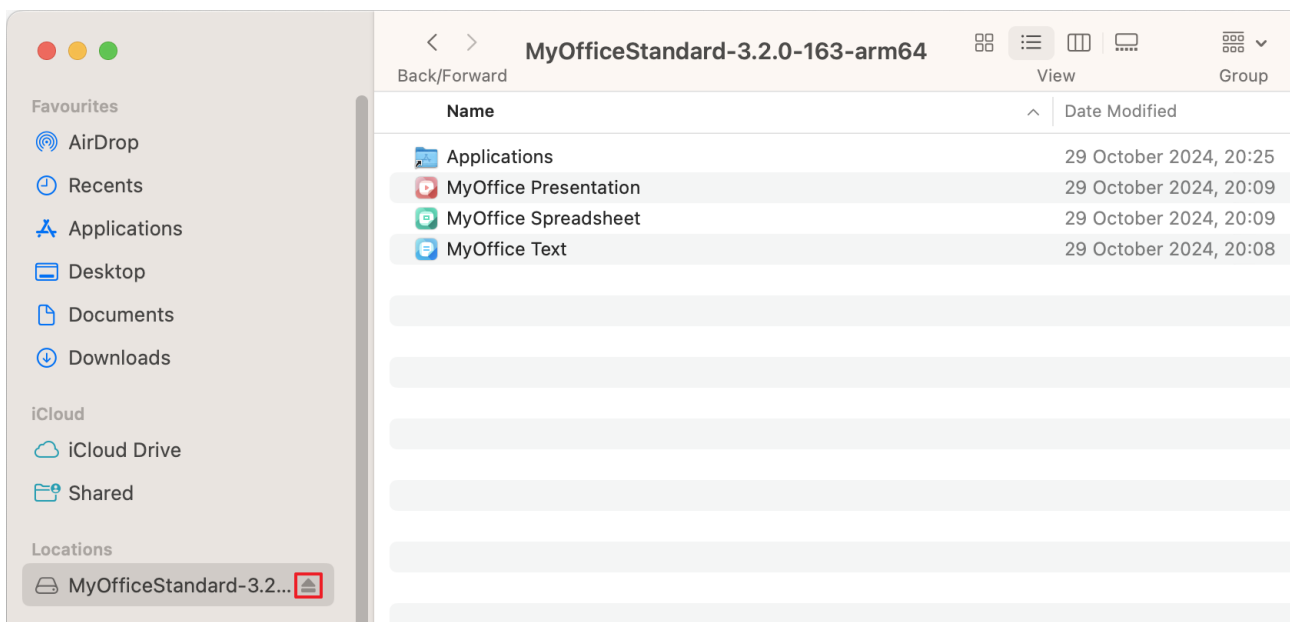 Favourites
AirDrop
Recents
Applications
Desktop
Documents
Downloads
iCloud
iCloud Drive
Shared
Locations
MyOfficeStandard-3.2...
MyOfficeStandard-3.2.0-163-arm64
Back/Forward
View
Group
Name
Date Modified
Applications 29 October 2024, 20:25
MyOffice Presentation 29 October 2024, 20:09
MyOffice Spreadsheet 29 October 2024, 20:09
MyOffice Text 29 October 2024, 20:08